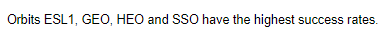 Orbits ESL1, GEO, HEO and SSO have the highest success rates.